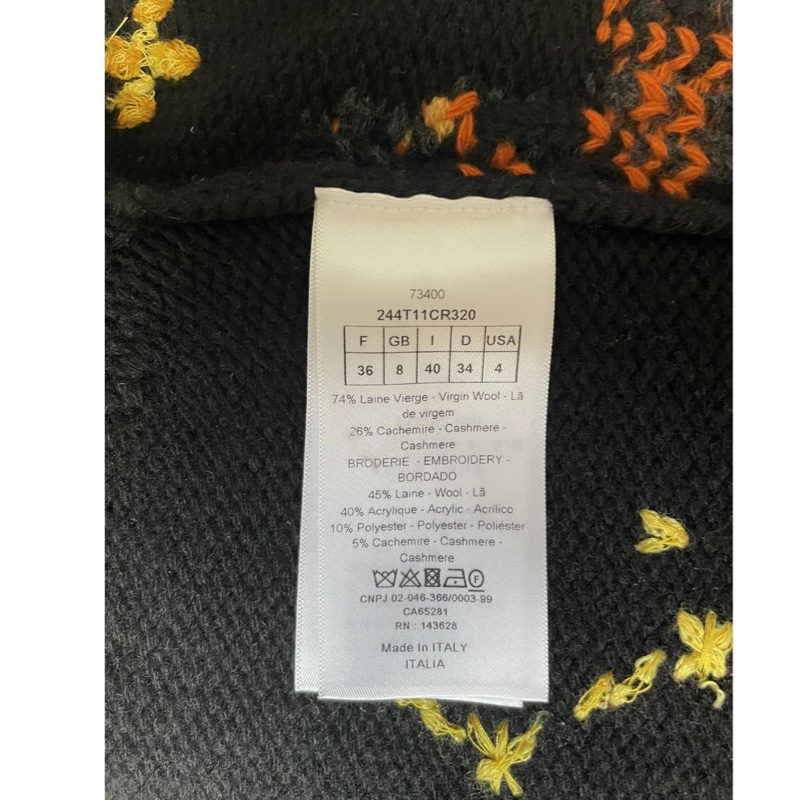 73400
244T11CR320
F GB I D USA
36 8 40 34 4
74% Laine Vierge - Virgin Wool - Lã
de virgem
26% Cachemire - Cashmere -
Cashmere
BRODERIE - EMBROIDERY -
BORDADO
45% Laine - Wool - Lã
40% Acrylique - Acrylic - Acrilico
10% Polyester - Polyester - Poliéster
5% Cachemire - Cashmere -
Cashmere
F
CNPJ 02-046-366/0003-99
CA65281
RN : 143628
Made In ITALY
ITALIA